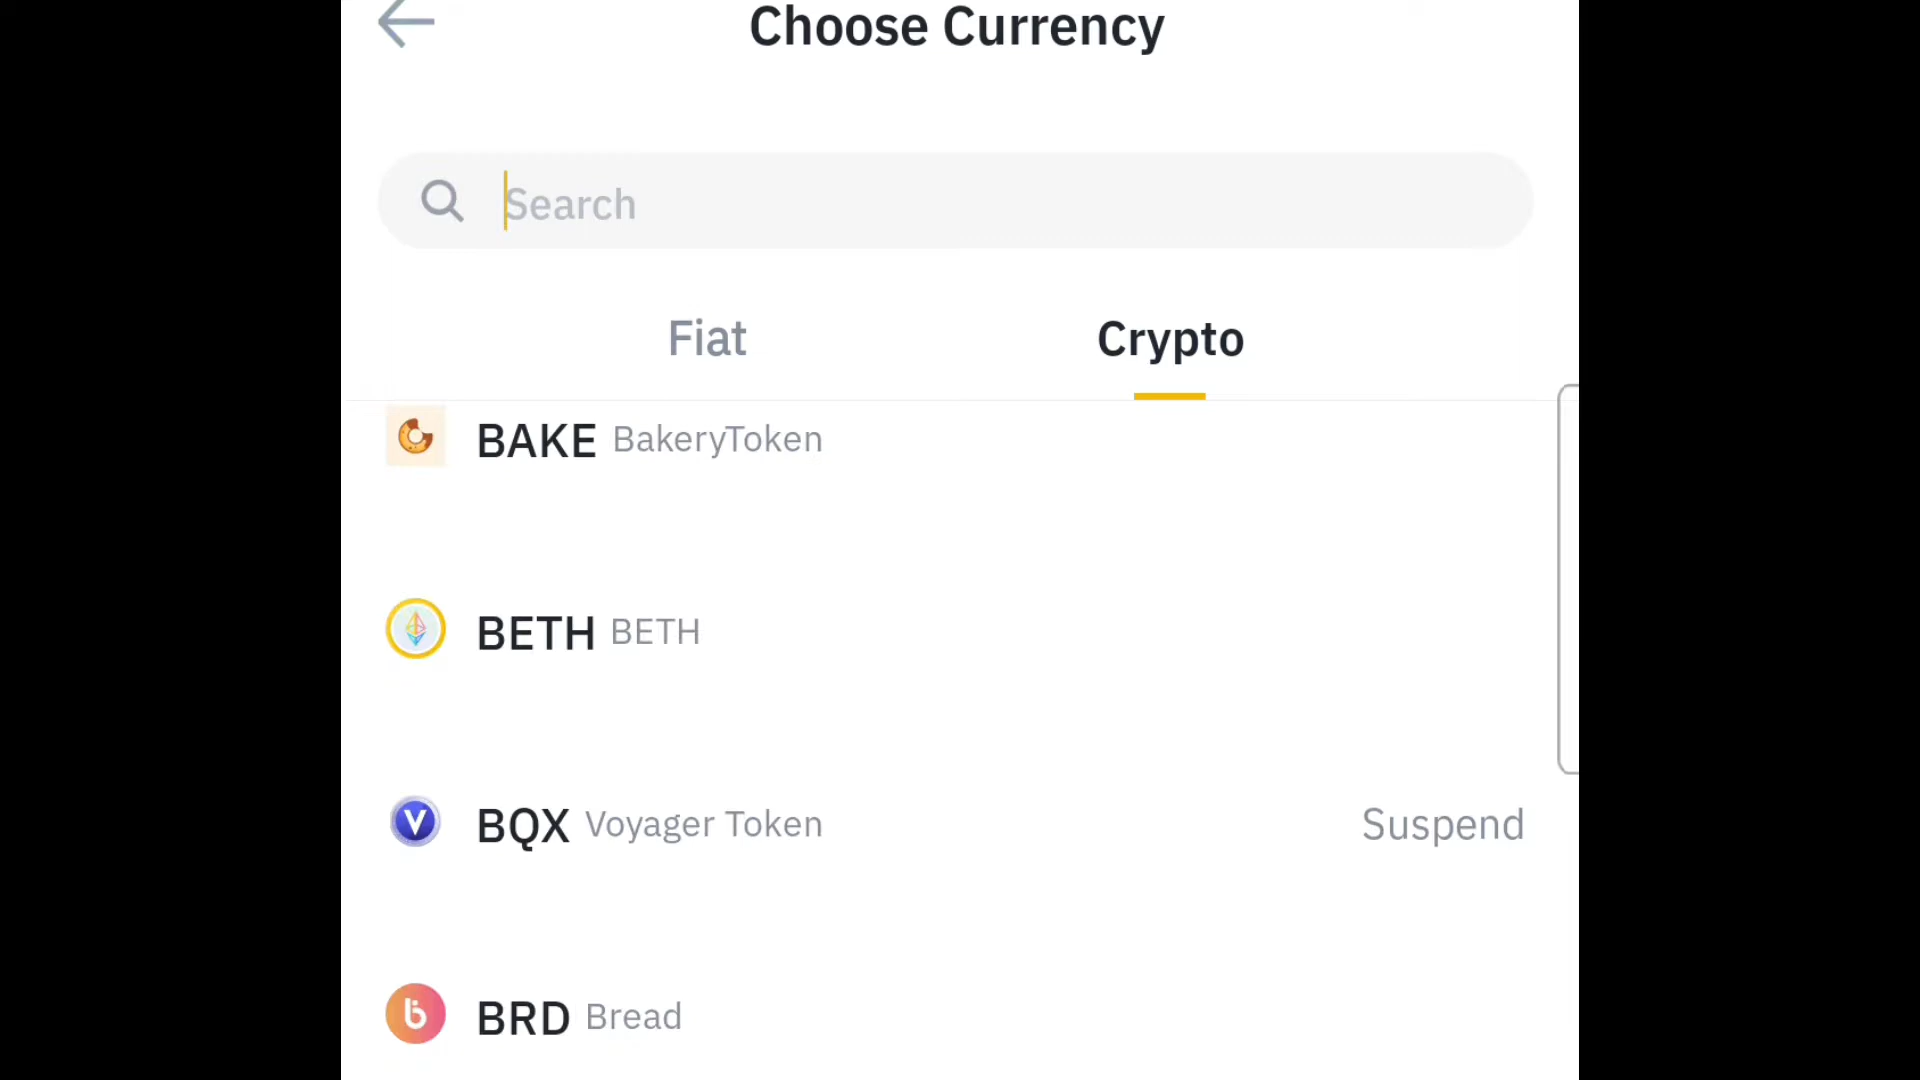 Choose Currency
Search
Fiat Crypto
BAKE BakeryToken
BETH BETH
BQX Voyager Token Suspend
BRD Bread